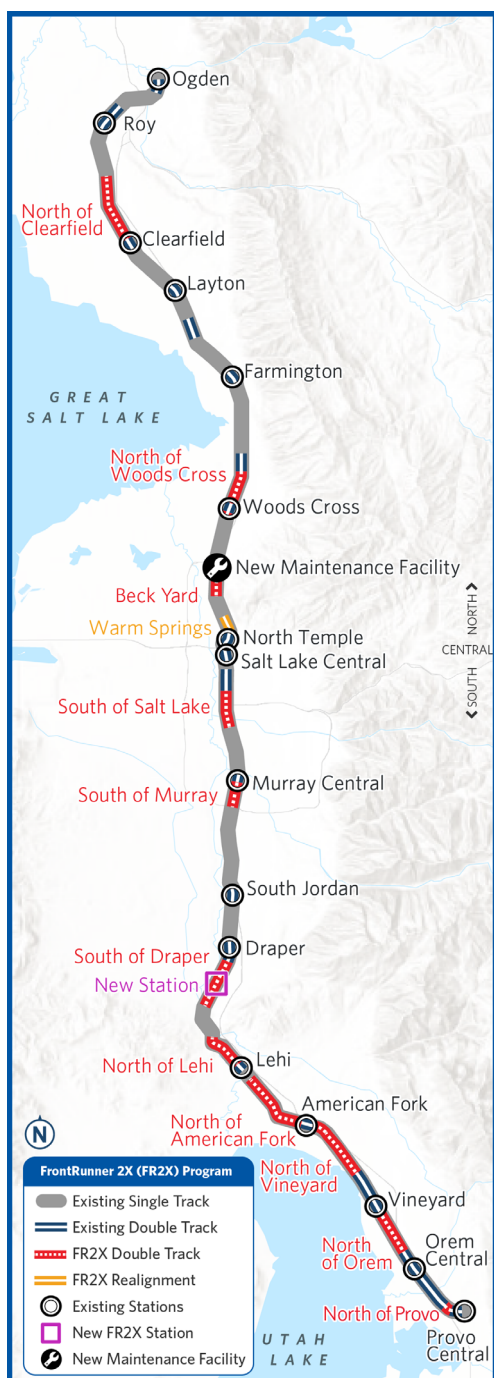 Ogden
Roy
North of
Clearfield
Clearfield
Layton
Farmington
GREAT
SALT LAKE
North of
Woods Cross
Woods Cross
New Maintenance Facility
Beck Yard
NORTH
Warm Springs
North Temple
CENTRAL
Salt Lake Central
SOUTH
South of Salt Lake
Murray Central
South of Murray
South Jordan
Draper
South of Draper
New Station
Lehi
North of Lehi
American Fork
North of
American Fork
N
North of
Vineyard
Vineyard
Orem
Central
North
of Orem
North of Provo
Provo
Central
UTAH
LAKE
FrontRunner 2X (FR2X) Program
Existing Single Track
Existing Double Track
FR2X Double Track
FR2X Realignment
Existing Stations
New FR2X Station
New Maintenance Facility